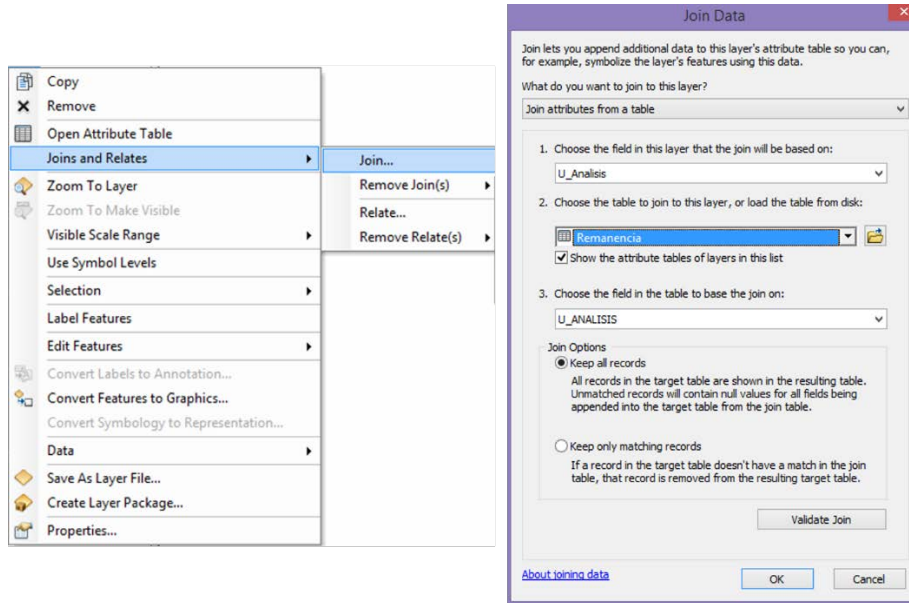 Copy
Remove
Open Attribute Table
Joins and Relates
Zoom To Layer
Zoom To Make Visible
Visible Scale Range
Use Symbol Levels
Selection
Label Features
Edit Features
Convert Labels to Annotation...
Convert Features to Graphics...
Convert Symbology to Representation...
Data
Save As Layer File...
Create Layer Package...
Properties...
Join...
Remove Join(s)
Relate...
Remove Relate(s)
Join Data
Join lets you append additional data to this layer's attribute table so you can,
for example, symbolize the layer's features using this data.
What do you want to join to this layer?
Join attributes from a table
1. Choose the field in this layer that the join will be based on:
U_Analisis
2. Choose the table to join to this layer, or load the table from disk:
Remanencia
Show the attribute tables of layers in this list
3. Choose the field in the table to base the join on:
U_ANALISIS
Join Options
Keep all records
All records in the target table are shown in the resulting table.
Unmatched records will contain null values for all fields being
appended into the target table from the join table.
Keep only matching records
If a record in the target table doesn't have a match in the join
table, that record is removed from the resulting target table.
Validate Join
About joining data
OK
Cancel